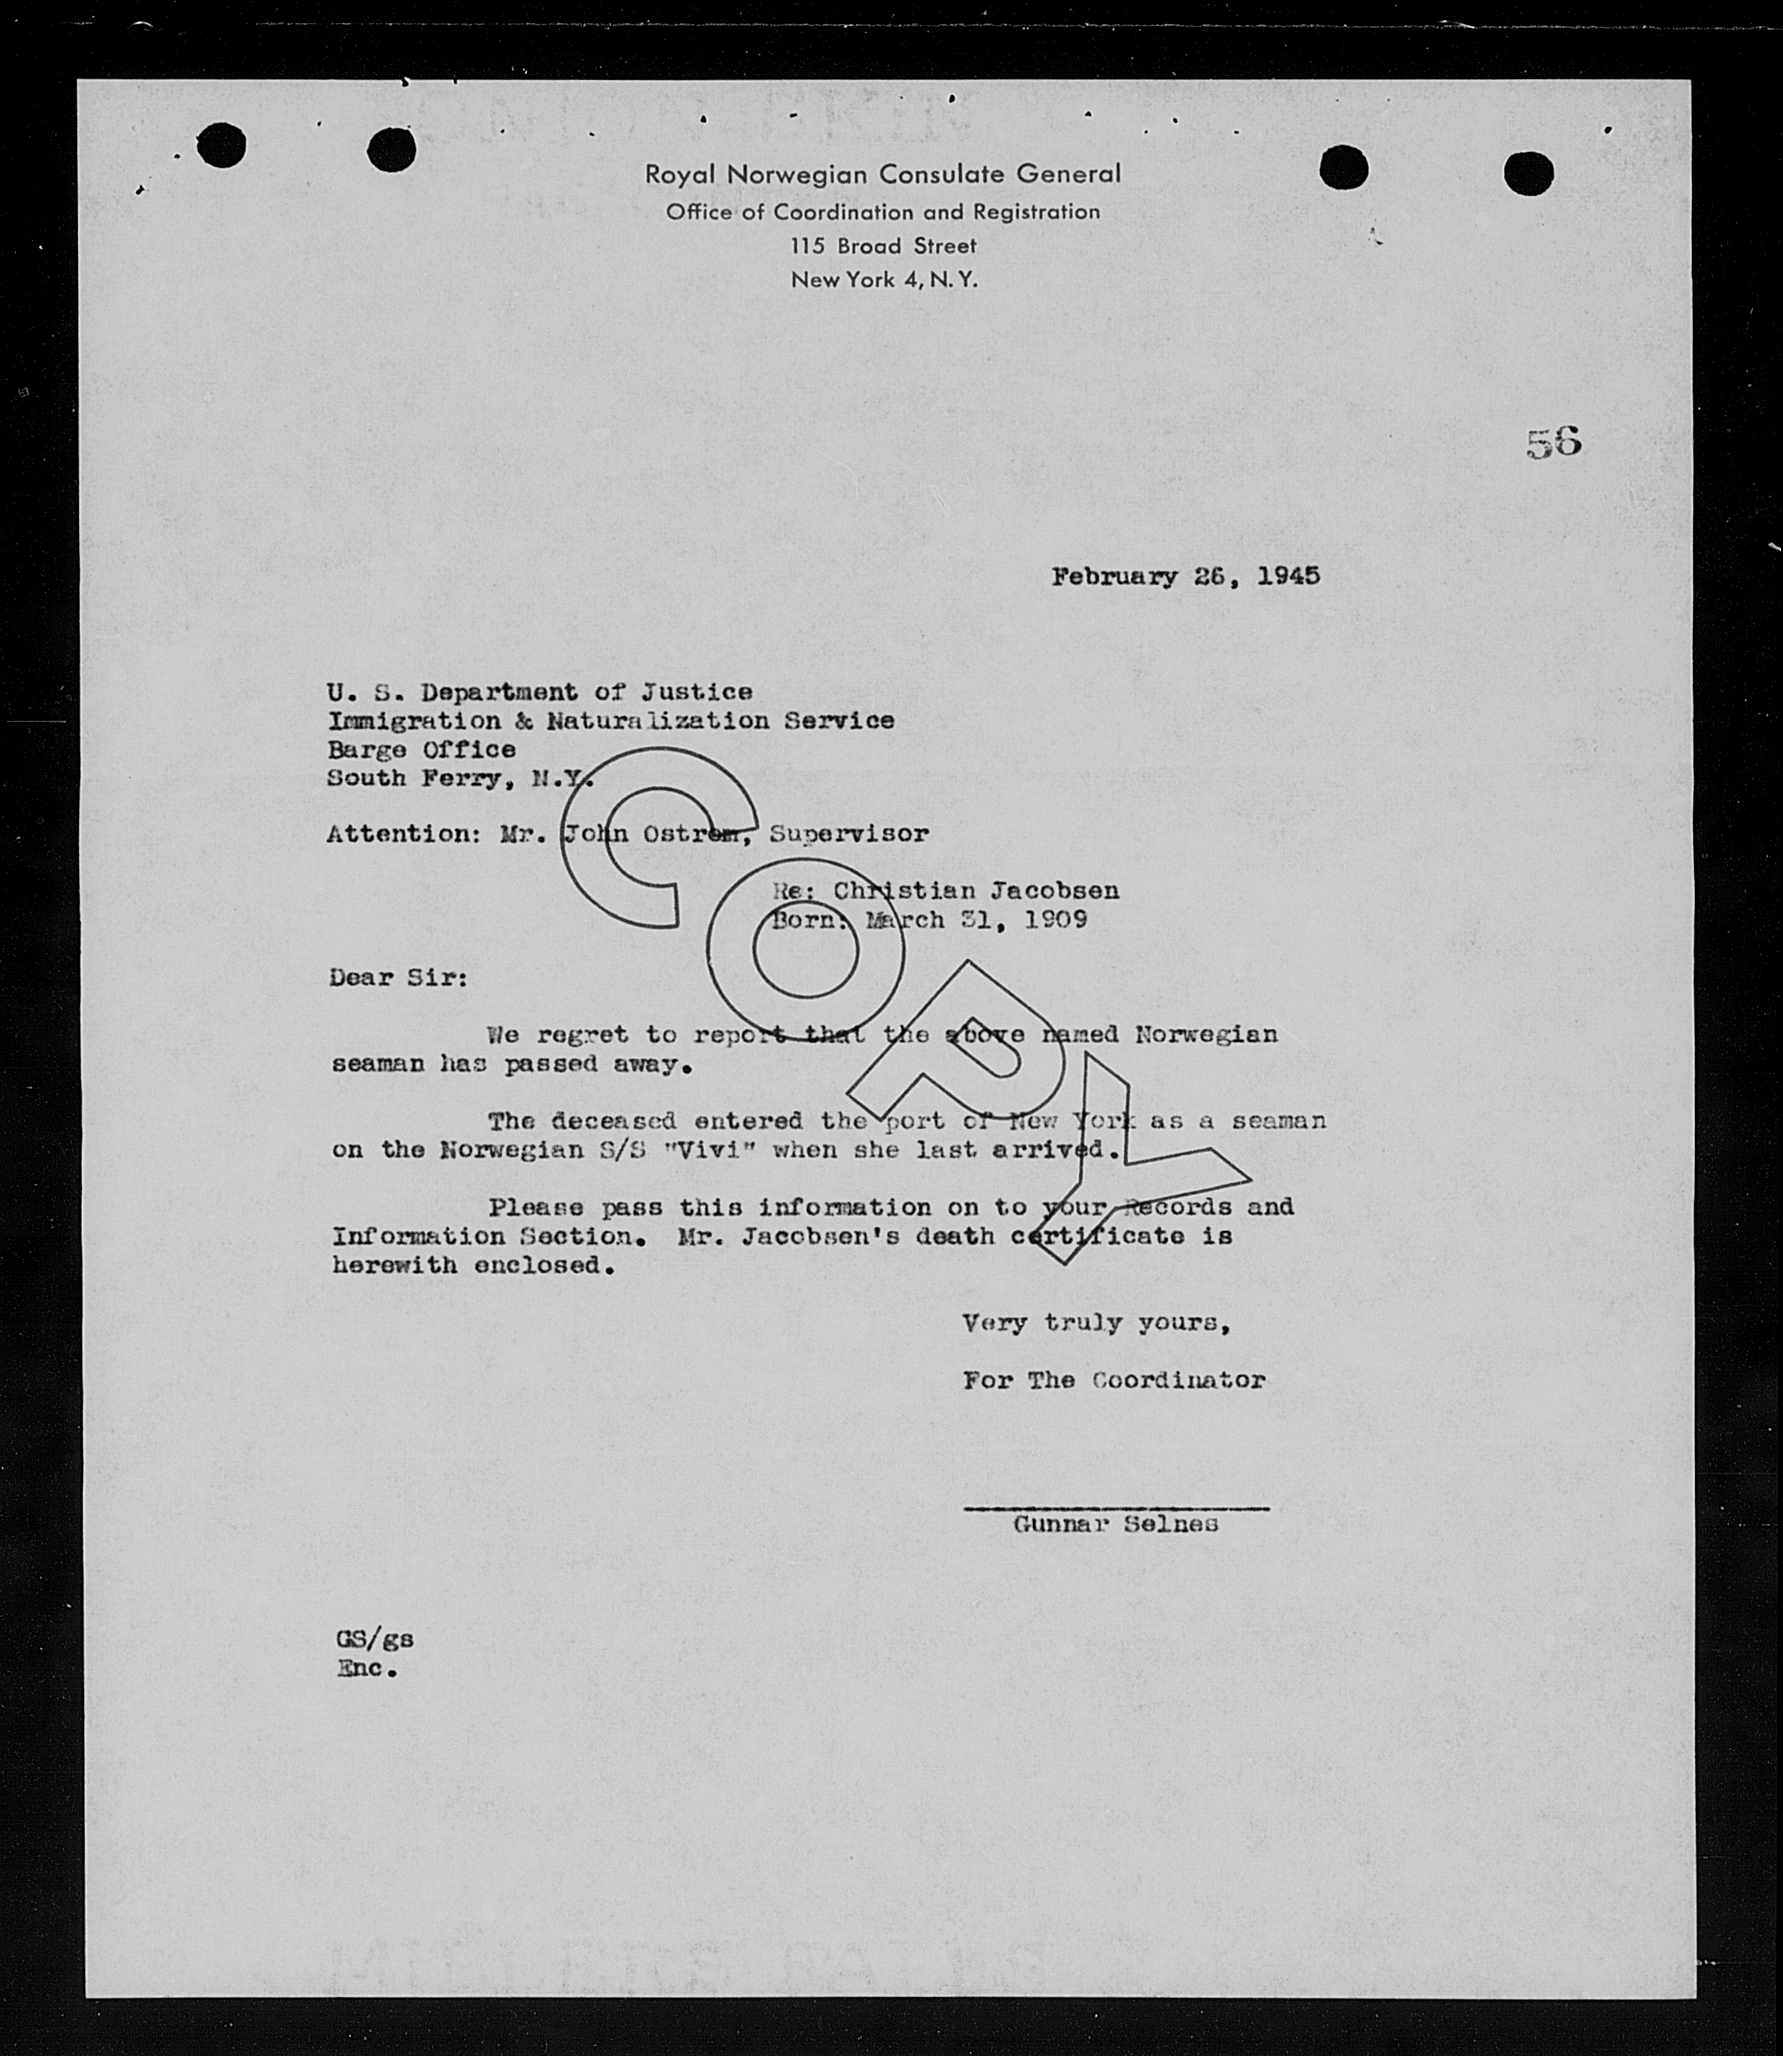 Royal Norwegian Consulate General
Office of Coordination and Registration
115 Broad Street
New York 4, N. Y.
56
February 26, 1945
U. S. Department of Justice
Immigration & Naturalization Service
Barge Office
South Ferry, N.Y.
Attention: Mr. John Ostrom, Supervisor
Re: Christian Jacobsen
Born: March 31, 1909
Dear Sir:
We regret to report that the above named Norwegian
seaman has passed away.
The deceased entered the port of New York as a seaman
on the Norwegian S/S "Vivi" when she last arrived.
Please pass this information on to your Records and
Information Section. Mr. Jacobsen's death certificate is
herewith enclosed.
Very truly yours,
For The Coordinator
Gunnar Selnes
GS/gs
Enc.
COPY